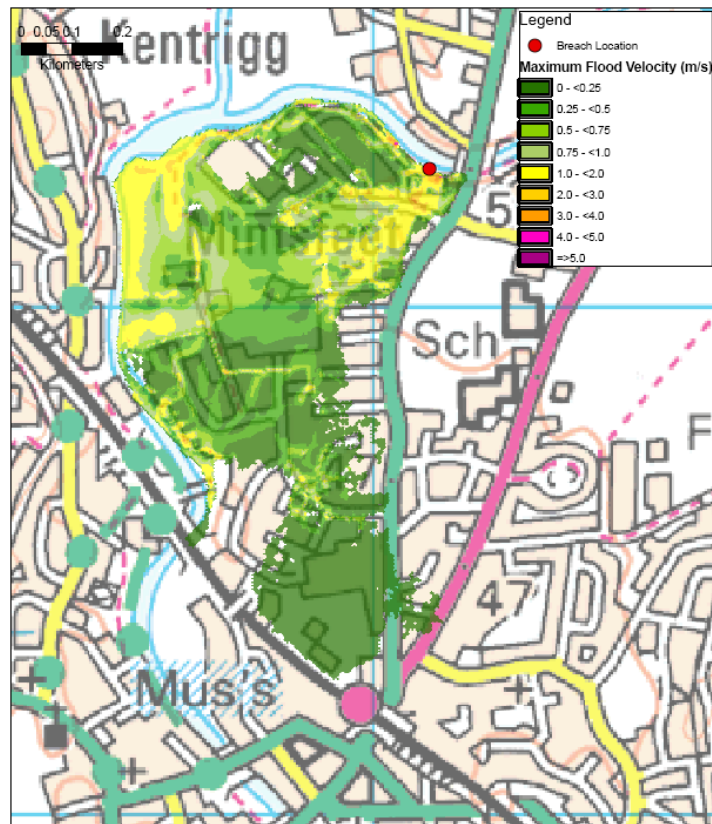 0 0.05 0.1 0.2
Kilometers
Kentrigg
Legend
Breach Location
Maximum Flood Velocity (m/s)
0 - <0.25
0.25 - <0.5
0.5 - <0.75
0.75 - <1.0
1.0 - <2.0
2.0 - <3.0
3.0 - <4.0
4.0 - <5.0
=>5.0
5
Mintsfeet
Sch
F
47
Mus's